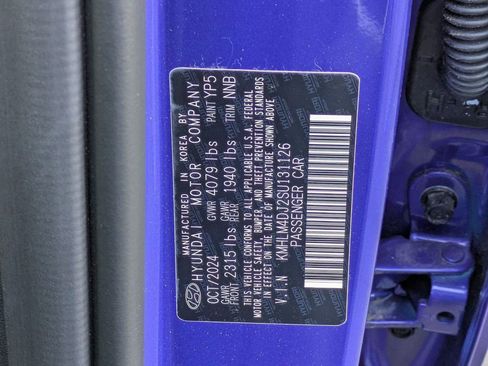 MANUFACTURED IN KOREA BY
HYUNDAI MOTOR COMPANY
OCT/2024 GVWR 4079 lbs PAINT YP5
GAWR FRONT 2315 lbs GAWR REAR 1940 lbs TRIM NNB
THIS VEHICLE CONFORMS TO ALL APPLICABLE U.S.A. FEDERAL
MOTOR VEHICLE SAFETY, BUMPER, AND THEFT PREVENTION STANDARDS
IN EFFECT ON THE DATE OF MANUFACTURE SHOWN ABOVE.
V.I.N KMHLM4DJ2SU131126
PASSENGER CAR